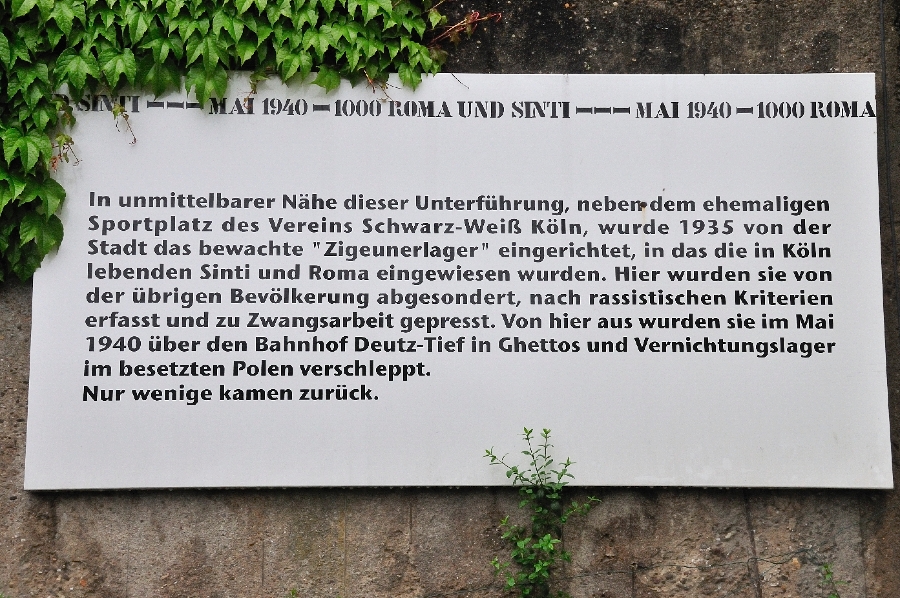 SINTI --- MAI 1940 – 1000 ROMA UND SINTI --- MAI 1940 – 1000 ROMA
In unmittelbarer Nähe dieser Unterführung, neben dem ehemaligen
Sportplatz des Vereins Schwarz-Weiß Köln, wurde 1935 von der
Stadt das bewachte "Zigeunerlager" eingerichtet, in das die in Köln
lebenden Sinti und Roma eingewiesen wurden. Hier wurden sie von
der übrigen Bevölkerung abgesondert, nach rassistischen Kriterien
erfasst und zu Zwangsarbeit gepresst. Von hier aus wurden sie im Mai
1940 über den Bahnhof Deutz-Tief in Ghettos und Vernichtungslager
im besetzten Polen verschleppt.
Nur wenige kamen zurück.